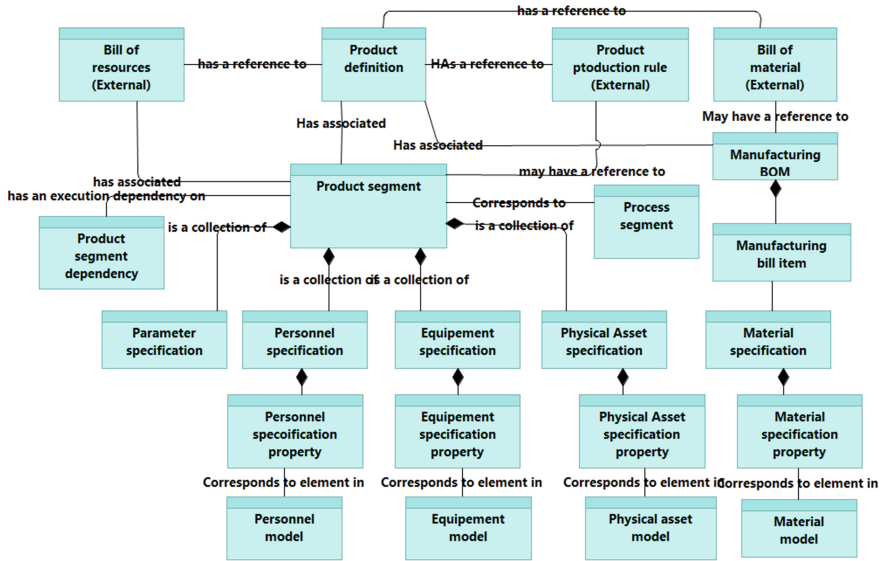 has a reference to
Bill of
resources
(External)
has a reference to
Product
definition
HAs a reference to
Product
ptoduction rule
(External)
Bill of
material
(External)
May have a reference to
Has associated
Has associated
Manufacturing
BOM
has associated
has an execution dependency on
Product segment
may have a reference to
Corresponds to
Process
segment
Product
segment
dependency
is a collection of
is a collection of
Manufacturing
bill item
is a collection of
is a collection of
Parameter
specification
Personnel
specification
Equipement
specification
Physical Asset
specification
Material
specification
Personnel
specoification
property
Equipement
specification
property
Physical Asset
specification
property
Material
specification
property
Corresponds to element in
Corresponds to element in
Corresponds to element in
Corresponds to element in
Personnel
model
Equipement
model
Physical asset
model
Material
model